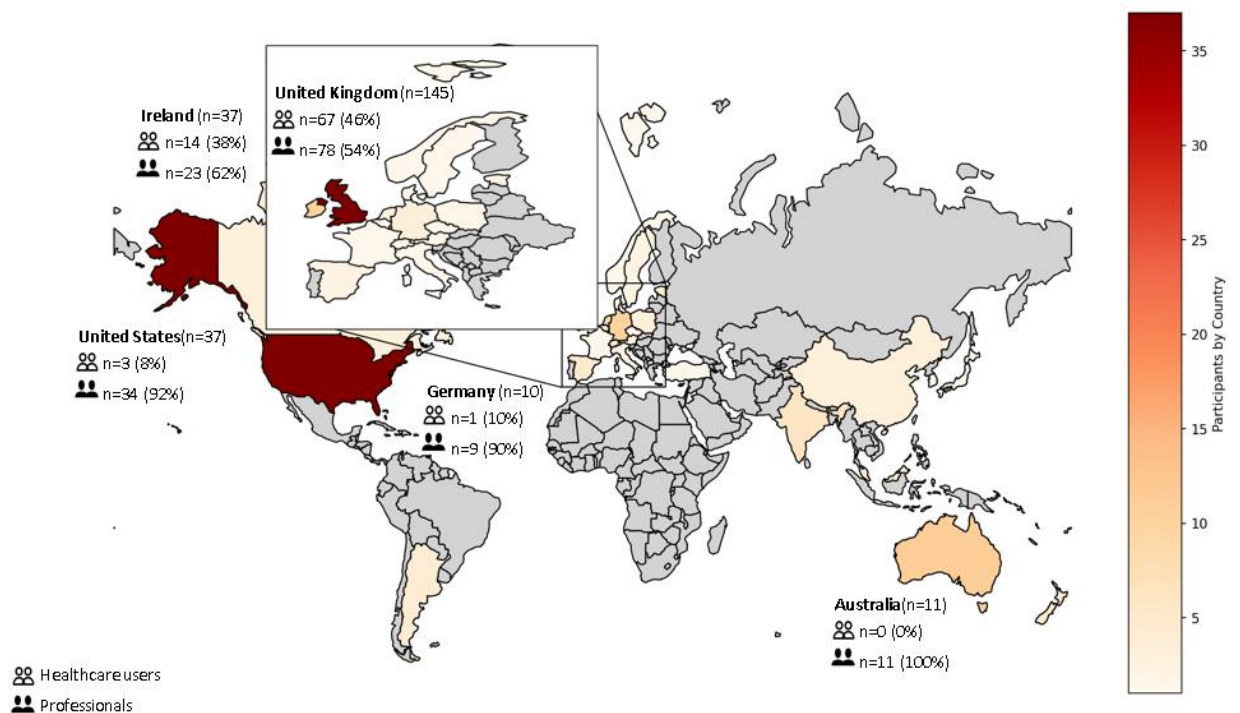 Ireland (n=37)
n=14 (38%)
n=23 (62%)
United Kingdom (n=145)
n=67 (46%)
n=78 (54%)
United States (n=37)
n=3 (8%)
n=34 (92%)
Germany (n=10)
n=1 (10%)
n=9 (90%)
Australia (n=11)
n=0 (0%)
n=11 (100%)
Healthcare users
Professionals
35
30
25
20
15
10
5
Participants by Country